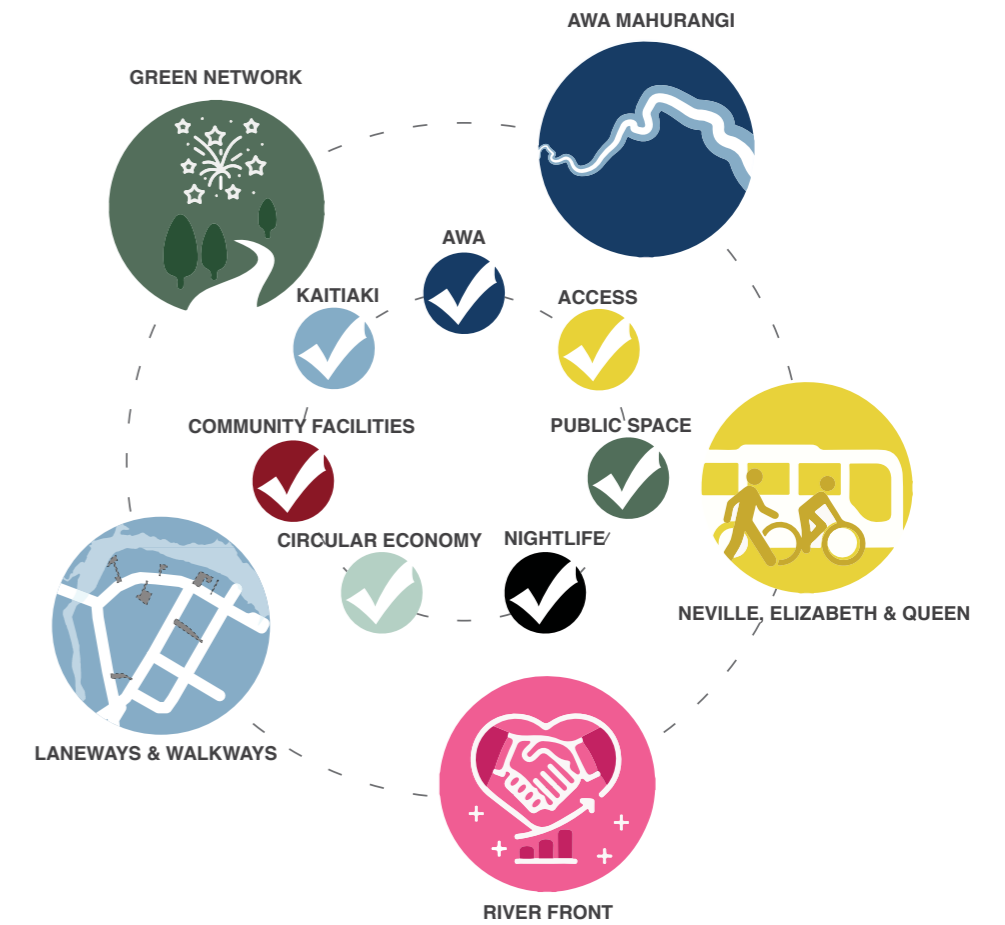 AWA MAHURANGI
GREEN NETWORK
AWA
KAITIAKI
ACCESS
COMMUNITY FACILITIES
PUBLIC SPACE
CIRCULAR ECONOMY
NIGHTLIFE
NEVILLE, ELIZABETH & QUEEN
LANEWAYS & WALKWAYS
RIVER FRONT